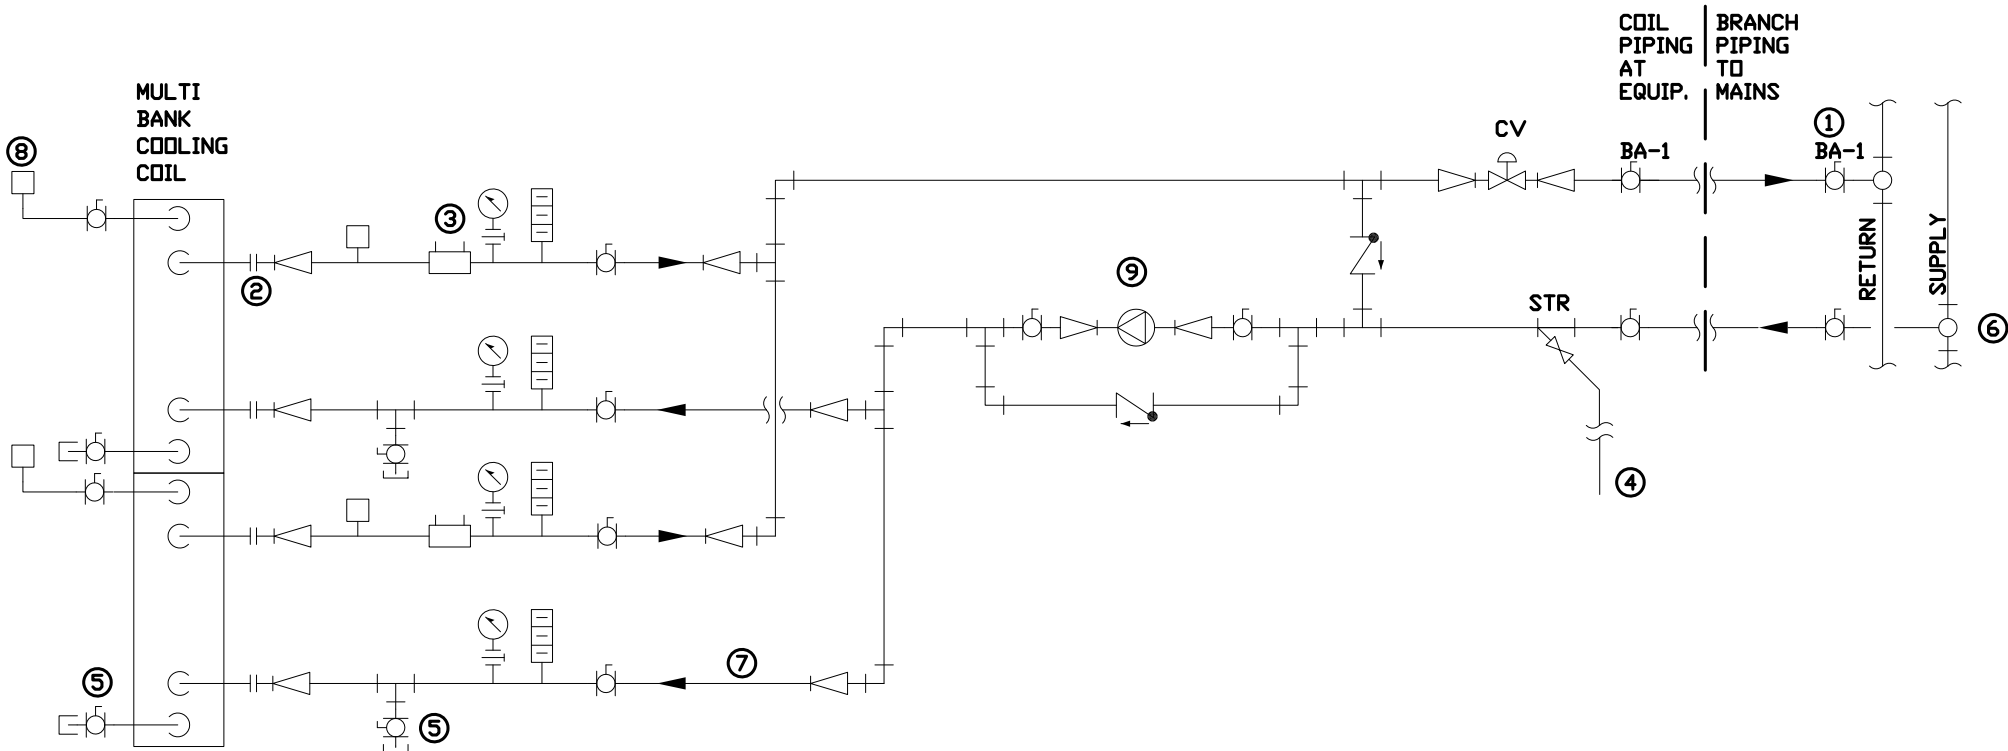 COIL
PIPING
AT
EQUIP.
BRANCH
PIPING
TO
MAINS
MULTI
BANK
COOLING
COIL
8
1
CV
BA-1
BA-1
3
2
RETURN
SUPPLY
9
STR
6
4
5
7
5